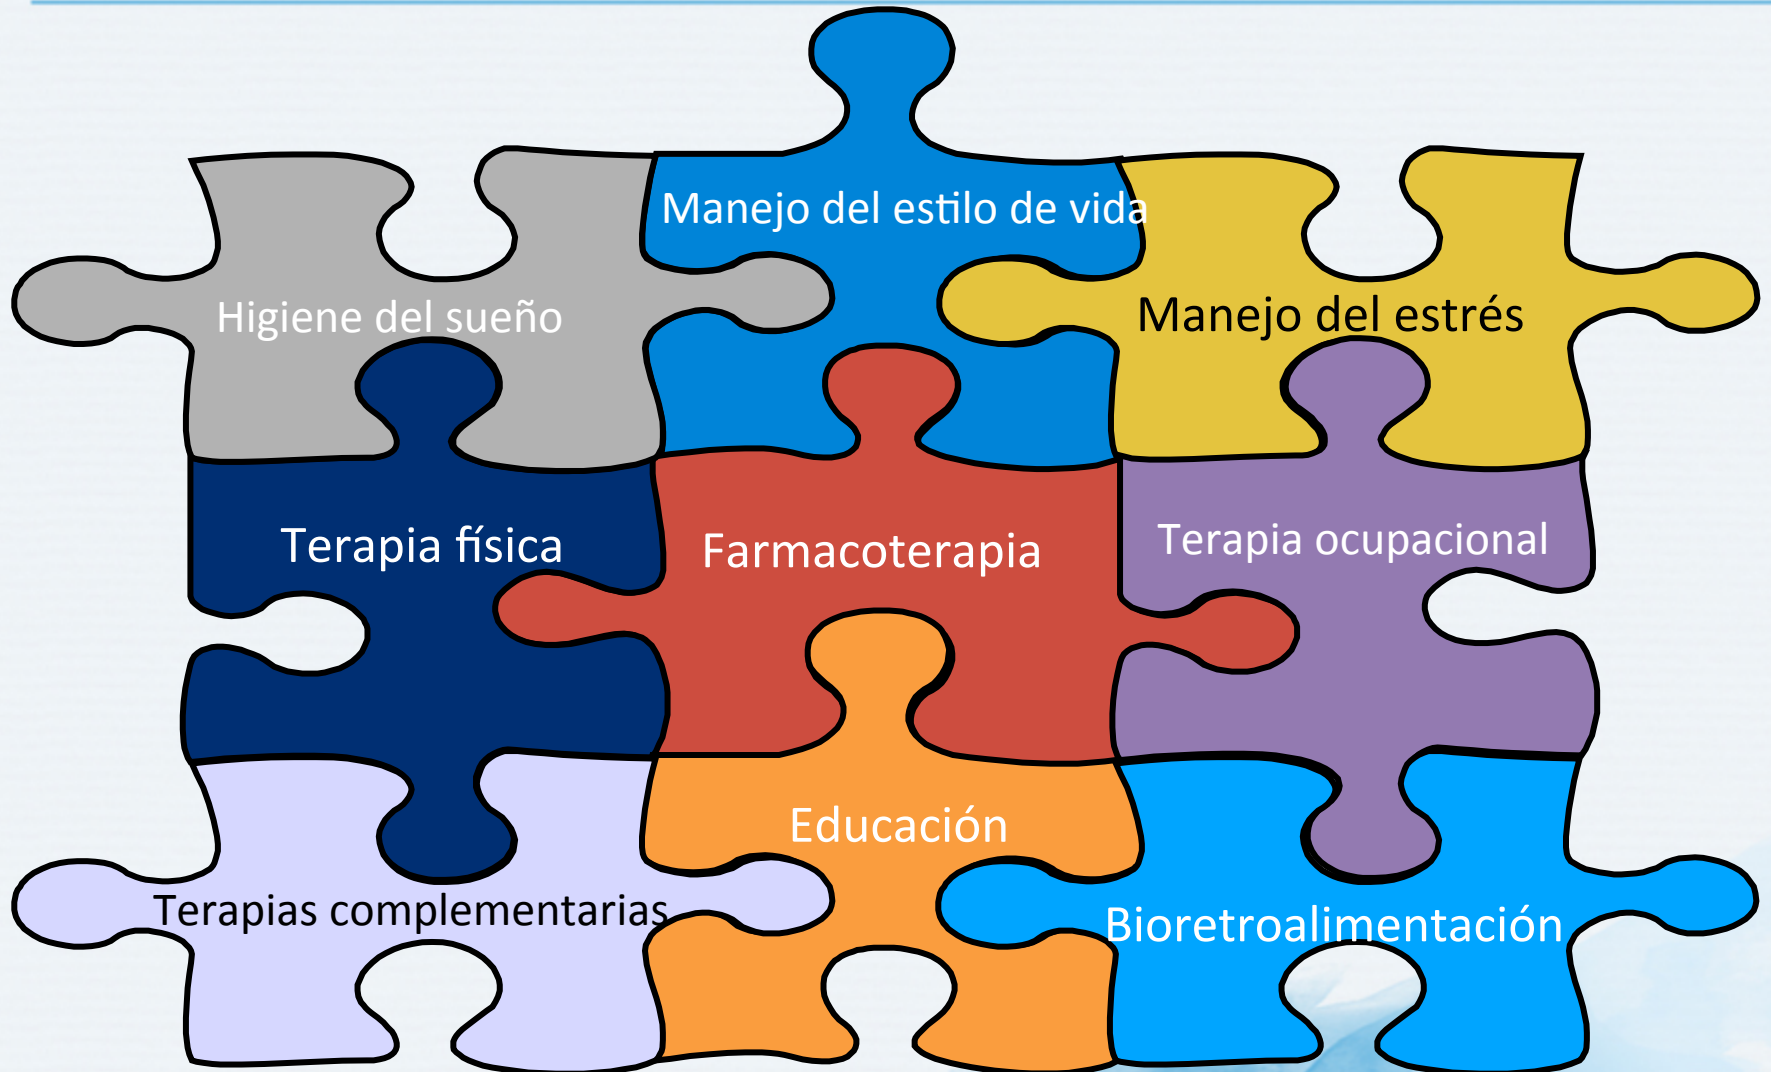 Manejo del estilo de vida
Higiene del sueño
Manejo del estrés
Terapia física
Farmacoterapia
Terapia ocupacional
Educación
Terapias complementarias
Bioretroalimentación